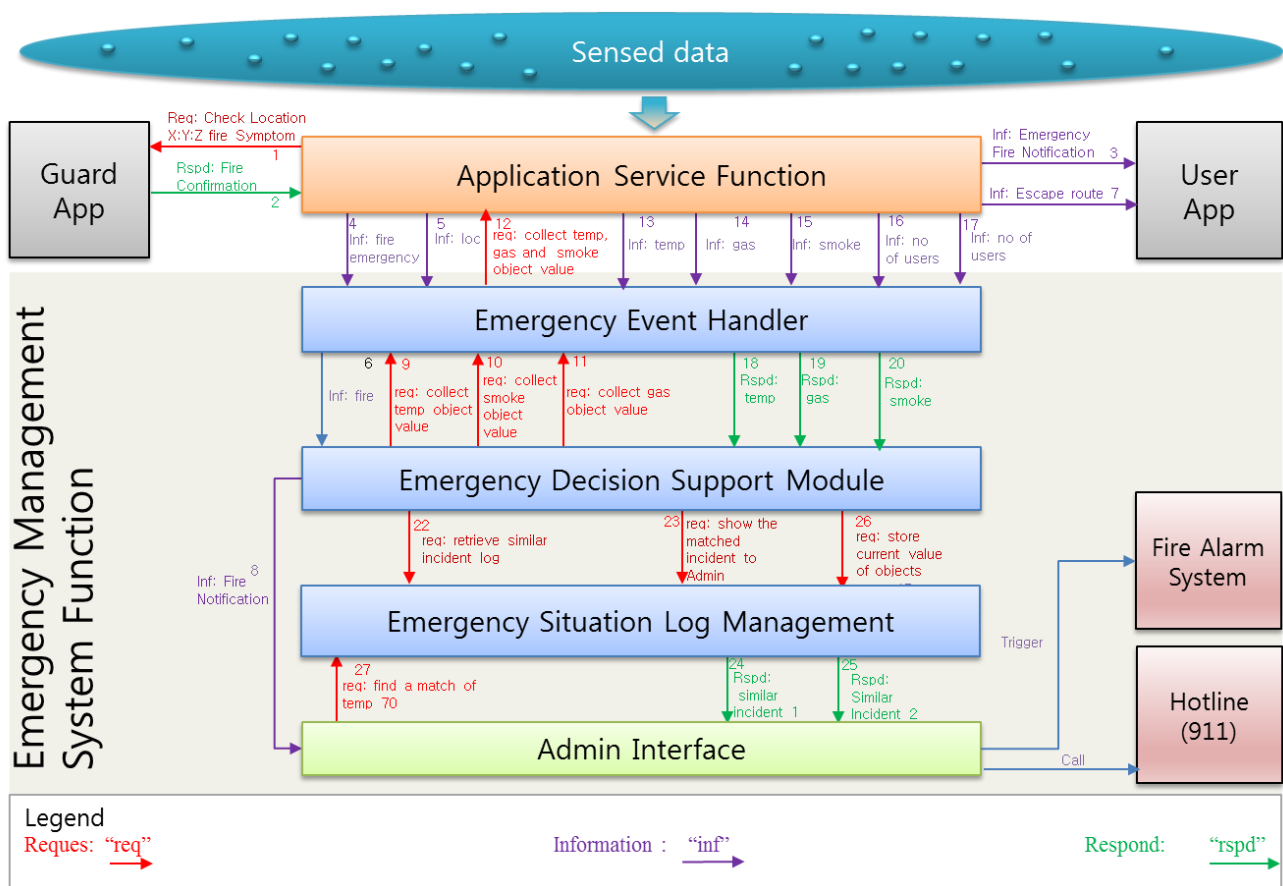 Sensed data
Req: Check Location
X:Y:Z fire Symptom
1
Rspd: Fire
Confirmation
2
Guard
App
Application Service Function
Inf: Emergency
Fire Notification 3
Inf: Escape route 7
User
App
4
Inf: fire
emergency
5
Inf: loc
12
req: collect temp,
gas and smoke
object value
13
Inf: temp
14
Inf: gas
15
Inf: smoke
16
Inf: no
of users
17
Inf: no of
users
Emergency Management
System Function
Emergency Event Handler
6
Inf: fire
9
req: collect
temp object
value
10
req: collect
smoke
object
value
11
req: collect gas
object value
18
Rspd:
temp
19
Rspd:
gas
20
Rspd:
smoke
Emergency Decision Support Module
8
Inf: Fire
Notification
22
req: retrieve similar
incident log
23
req: show the
matched
incident to
Admin
26
req: store
current value
of objects
Fire Alarm
System
Emergency Situation Log Management
Trigger
27
req: find a match of
temp 70
24
Rspd:
similar
incident 1
25
Rspd:
Similar
Incident 2
Hotline
(911)
Admin Interface
Call
Legend
Reques: “req”
Information : “inf”
Respond: “rspd”